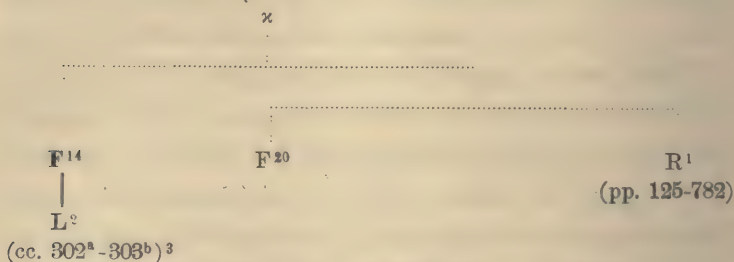 ϰ
F¹⁴ F²⁰ R¹
(pp. 125-782)
L²
(cc. 302ᵃ-303ᵇ)³